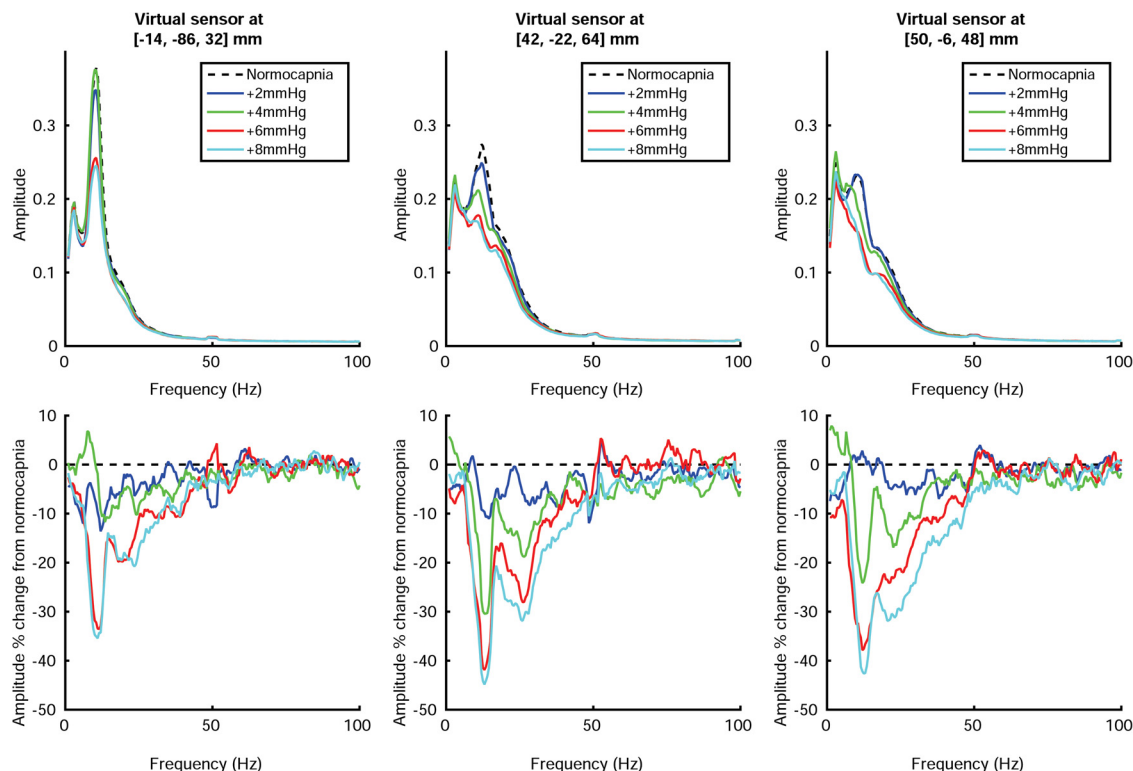 Virtual sensor at
[-14, -86, 32] mm
Virtual sensor at
[42, -22, 64] mm
Virtual sensor at
[50, -6, 48] mm
Normocapnia
+2mmHg
+4mmHg
+6mmHg
+8mmHg
Normocapnia
+2mmHg
+4mmHg
+6mmHg
+8mmHg
Normocapnia
+2mmHg
+4mmHg
+6mmHg
+8mmHg
Amplitude
0.3
0.2
0.1
0
0 50 100
Frequency (Hz)
Amplitude
0.3
0.2
0.1
0
0 50 100
Frequency (Hz)
Amplitude
0.3
0.2
0.1
0
0 50 100
Frequency (Hz)
Amplitude % change from normocapnia
10
0
-10
-20
-30
-40
-50
0 50 100
Frequency (Hz)
Amplitude % change from normocapnia
10
0
-10
-20
-30
-40
-50
0 50 100
Frequency (Hz)
Amplitude % change from normocapnia
10
0
-10
-20
-30
-40
-50
0 50 100
Frequency (Hz)